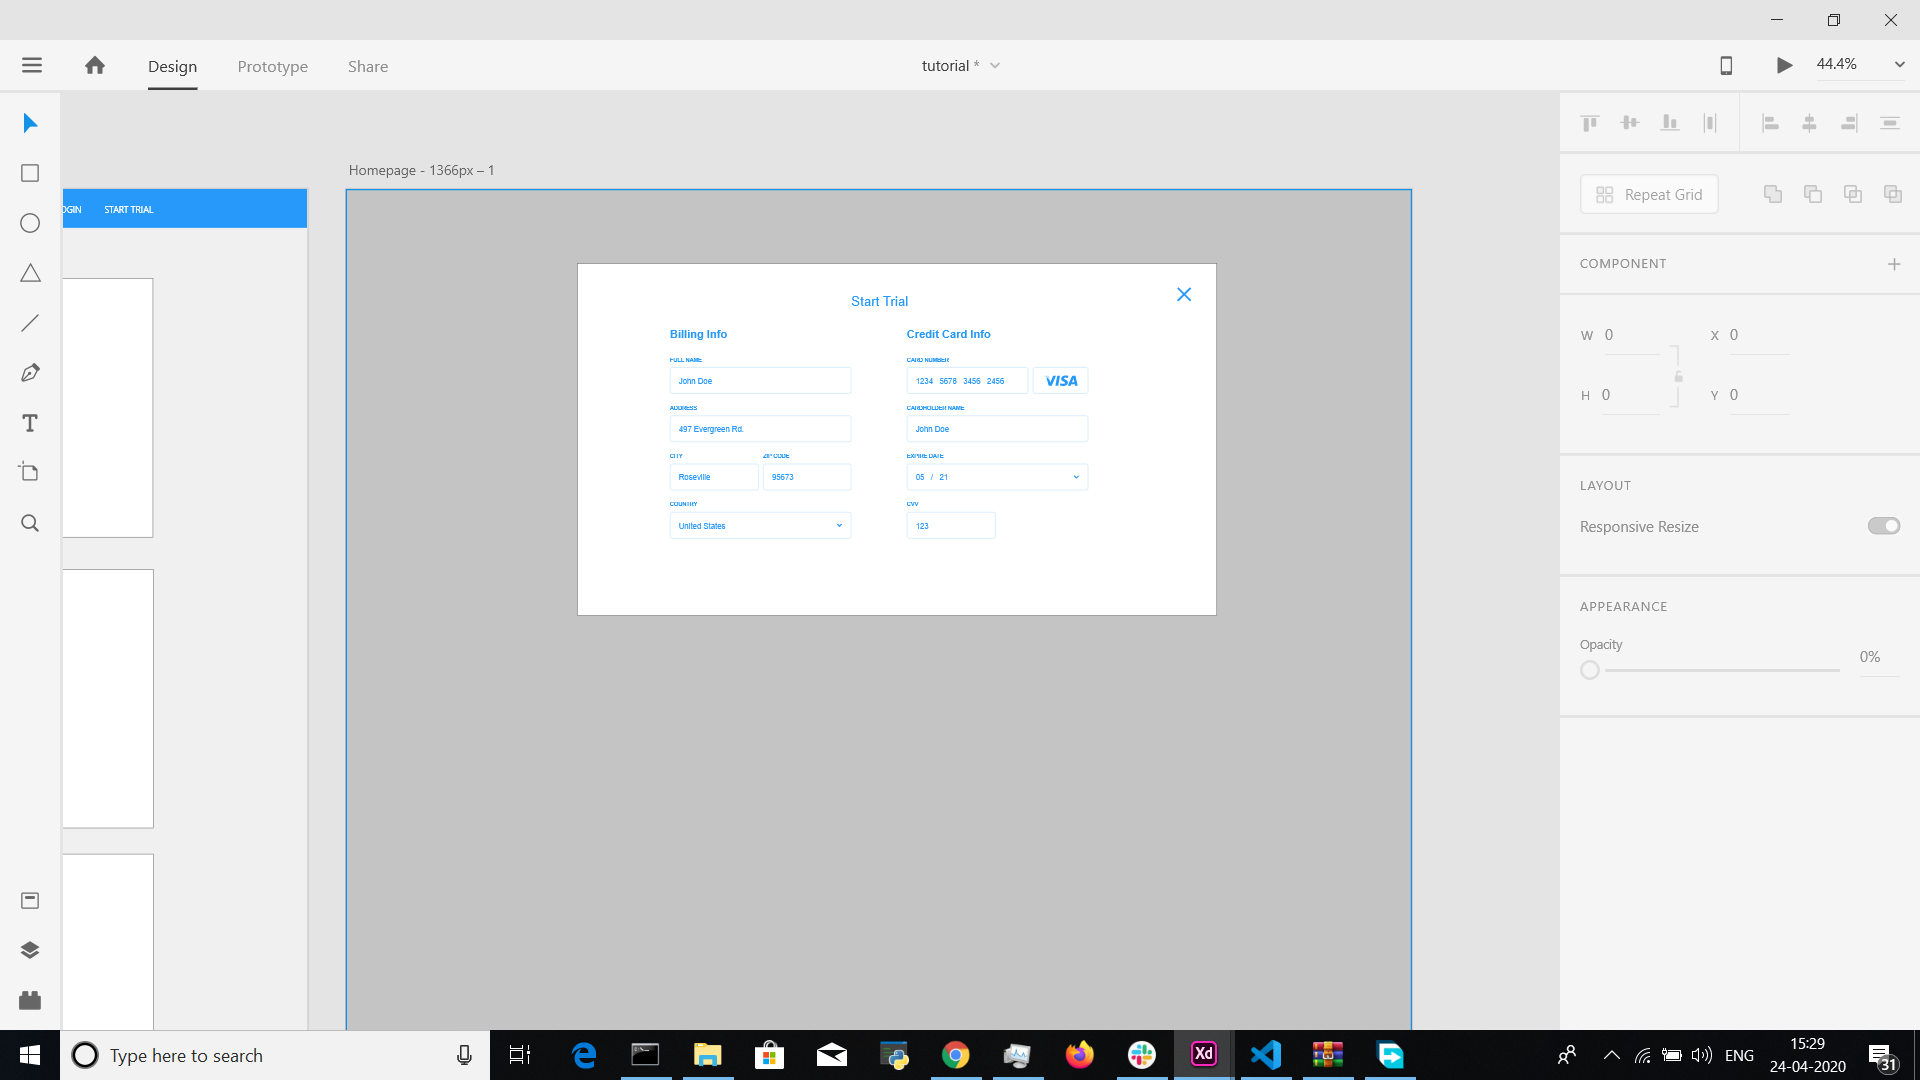 Design Prototype Share
tutorial *
44.4%
Homepage - 1366px – 1
START TRIAL
Start Trial
Billing Info
Credit Card Info
FULL NAME
CARD NUMBER
John Doe
1234 5678 3456 2456
VISA
ADDRESS
CARDHOLDER NAME
497 Evergreen Rd.
John Doe
CITY
ZIP CODE
EXPIRE DATE
Roseville
95673
05 / 21
COUNTRY
CVV
United States
123
Repeat Grid
COMPONENT
W 0
X 0
H 0
Y 0
LAYOUT
Responsive Resize
APPEARANCE
Opacity
0%
Type here to search
Xd
ENG
15:29
24-04-2020
31